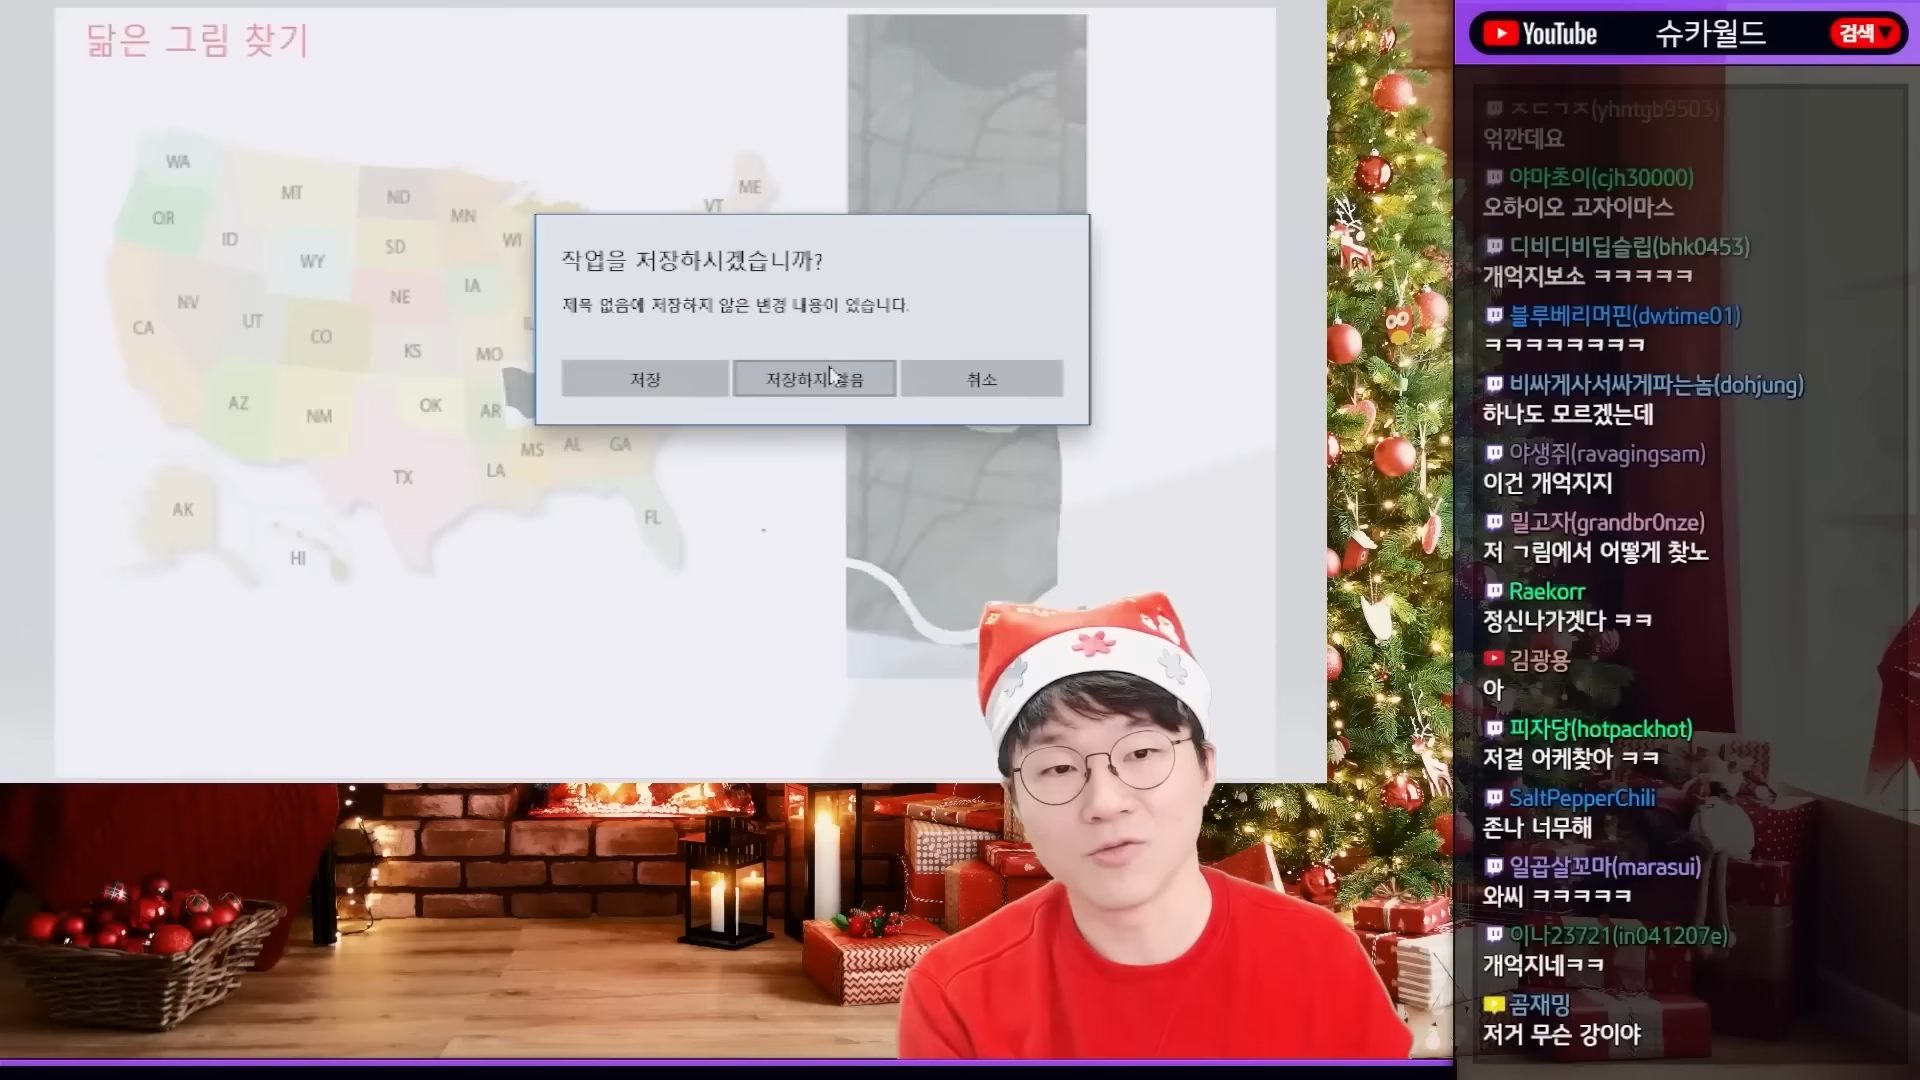 닮은 그림 찾기
WA
OR
CA
ID
NV
AZ
MT
WY
UT
CO
NM
ND
SD
NE
KS
OK
TX
MN
IA
MO
AR
LA
WI
MS
AL
GA
FL
VT
ME
AK
HI
작업을 저장하시겠습니까?
제목 없음에 저장하지 않은 변경 내용이 있습니다.
저장
저장하지 않음
취소
YouTube
슈카월드
검색
ㅈㄷㄱㅈ(yhntgb9503)
얶깐데요
야마초이(cjh30000)
오하이오 고자이마스
디비디비딥슬립(bhk0453)
개억지보소 ㅋㅋㅋㅋㅋ
블루베리머핀(dwtime01)
ㅋㅋㅋㅋㅋㅋㅋㅋ
비싸게사서싸게파는놈(dohjung)
하나도 모르겠는데
야생쥐(ravagingsam)
이건 개억지지
밀고자(grandbr0nze)
저 ㄱ림에서 어떻게 찾노
Raekorr
정신나가겟다 ㅋㅋ
김광용
아
피자당(hotpackhot)
저걸 어케찾아 ㅋㅋ
SaltPepperChili
존나 너무해
일곱살꼬마(marasui)
와씨 ㅋㅋㅋㅋㅋ
이나23721(in041207e)
개억지네ㅋㅋ
곰재밍
저거 무슨 강이야